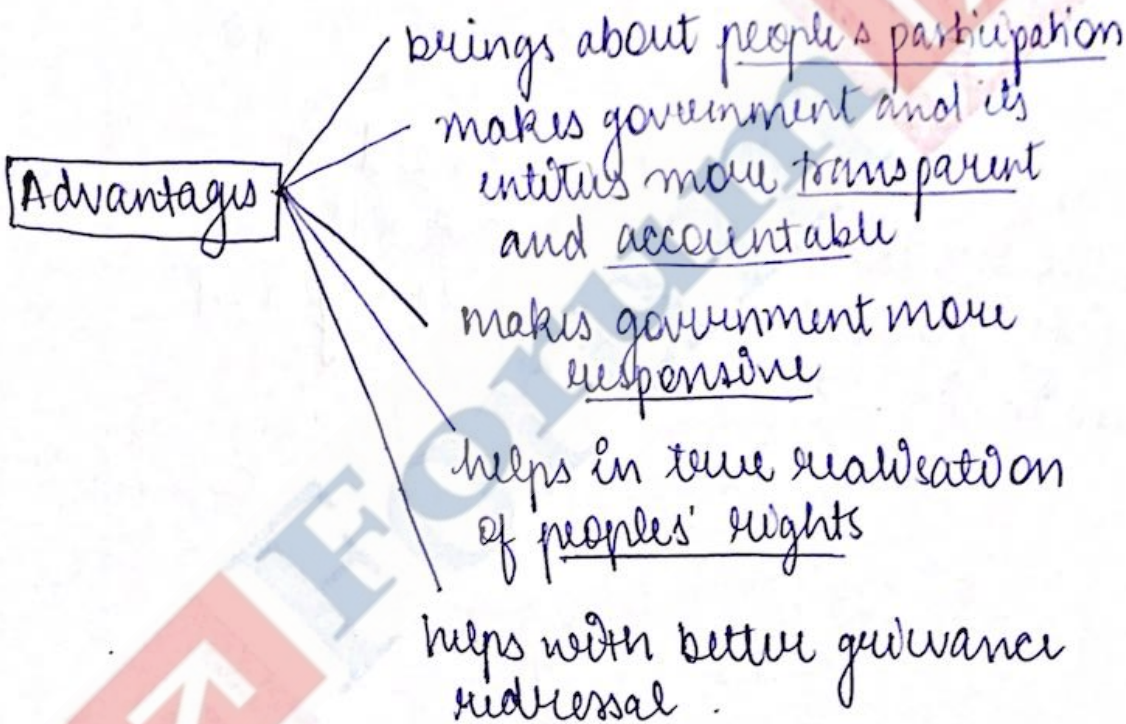 brings about people's participation
makes government and its
entities more transparent
and accountable
Advantages
makes government more
responsive
helps in true realisation
of peoples' rights
helps with better grievance
redressal.
Forum